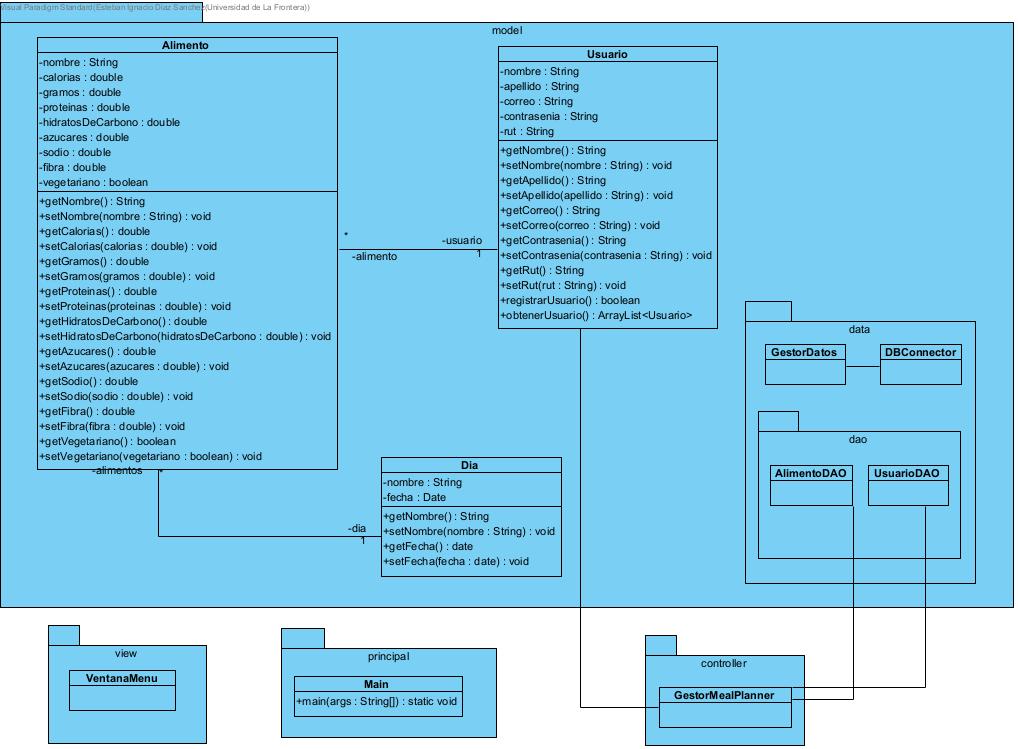 Visual Paradigm Standard(Esteban Ignacio Diaz Sanchez(Universidad de La Frontera))
model
Alimento
-nombre : String
-calorias : double
-gramos : double
-proteinas : double
-hidratosDeCarbono : double
-azucares : double
-sodio : double
-fibra : double
-vegetariano : boolean
+getNombre() : String
+setNombre(nombre : String) : void
+getCalorias() : double
+setCalorias(calorias : double) : void
+getGramos() : double
+setGramos(gramos : double) : void
+getProteinas() : double
+setProteinas(proteinas : double) : void
+getHidratosDeCarbono() : double
+setHidratosDeCarbono(hidratosDeCarbono : double) : void
+getAzucares() : double
+setAzucares(azucares : double) : void
+getSodio() : double
+setSodio(sodio : double) : void
+getFibra() : double
+setFibra(fibra : double) : void
+getVegetariano() : boolean
+setVegetariano(vegetariano : boolean) : void
-alimentos *
*
-alimento
-usuario
1
Usuario
-nombre : String
-apellido : String
-correo : String
-contrasenia : String
-rut : String
+getNombre() : String
+setNombre(nombre : String) : void
+getApellido() : String
+setApellido(apellido : String) : void
+getCorreo() : String
+setCorreo(correo : String) : void
+getContrasenia() : String
+setContrasenia(contrasenia : String) : void
+getRut() : String
+setRut(rut : String) : void
+registrarUsuario() : boolean
+obtenerUsuario() : ArrayList<Usuario>
-dia
1
Dia
-nombre : String
-fecha : Date
+getNombre() : String
+setNombre(nombre : String) : void
+getFecha() : date
+setFecha(fecha : date) : void
data
GestorDatos
DBConnector
dao
AlimentoDAO
UsuarioDAO
view
VentanaMenu
principal
Main
+main(args : String[]) : static void
controller
GestorMealPlanner